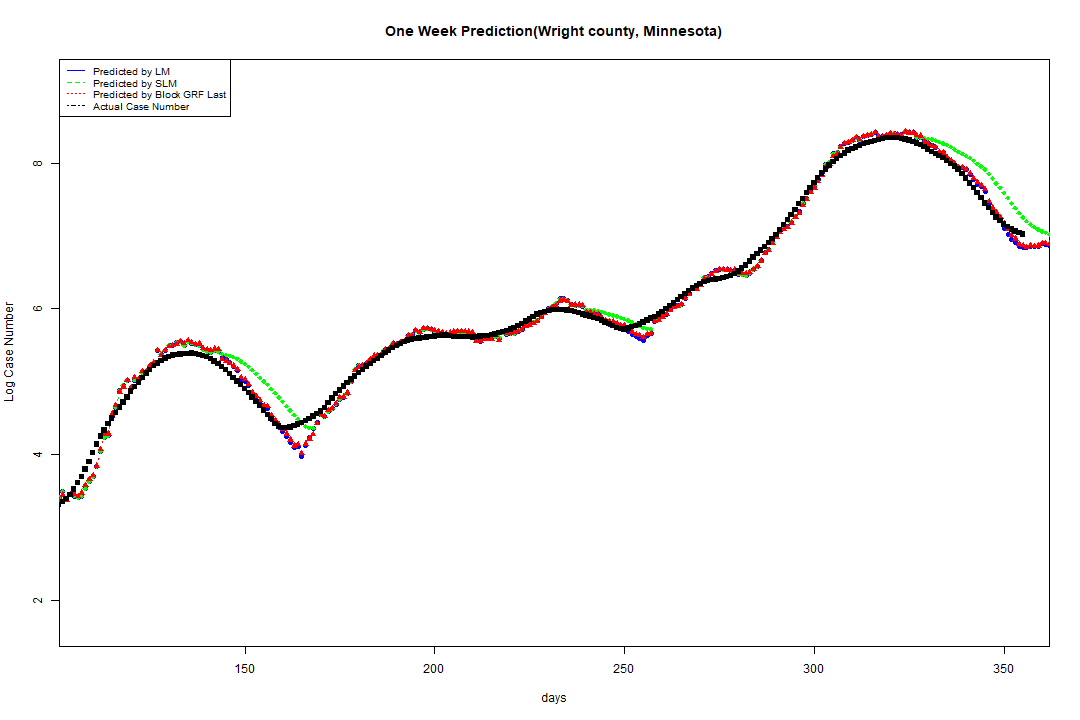 One Week Prediction(Wright county, Minnesota)
Predicted by LM
Predicted by SLM
Predicted by Block GRF Last
Actual Case Number
8
6
4
2
Log Case Number
150
200
250
300
350
days